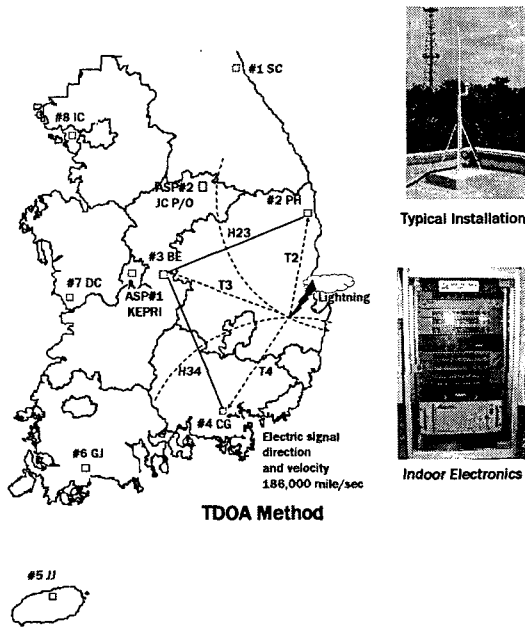 #1 SC
#8 IC
ASP#2
JC P/O
#2 PH
Typical Installation
H23
T2
#3 BE
T3
Lightning
#7 DC
ASP#1
KEPRI
H34
T4
#4 CG
Electric signal
direction
and velocity
186,000 mile/sec
#6 GJ
Indoor Electronics
TDOA Method
#5 JJ